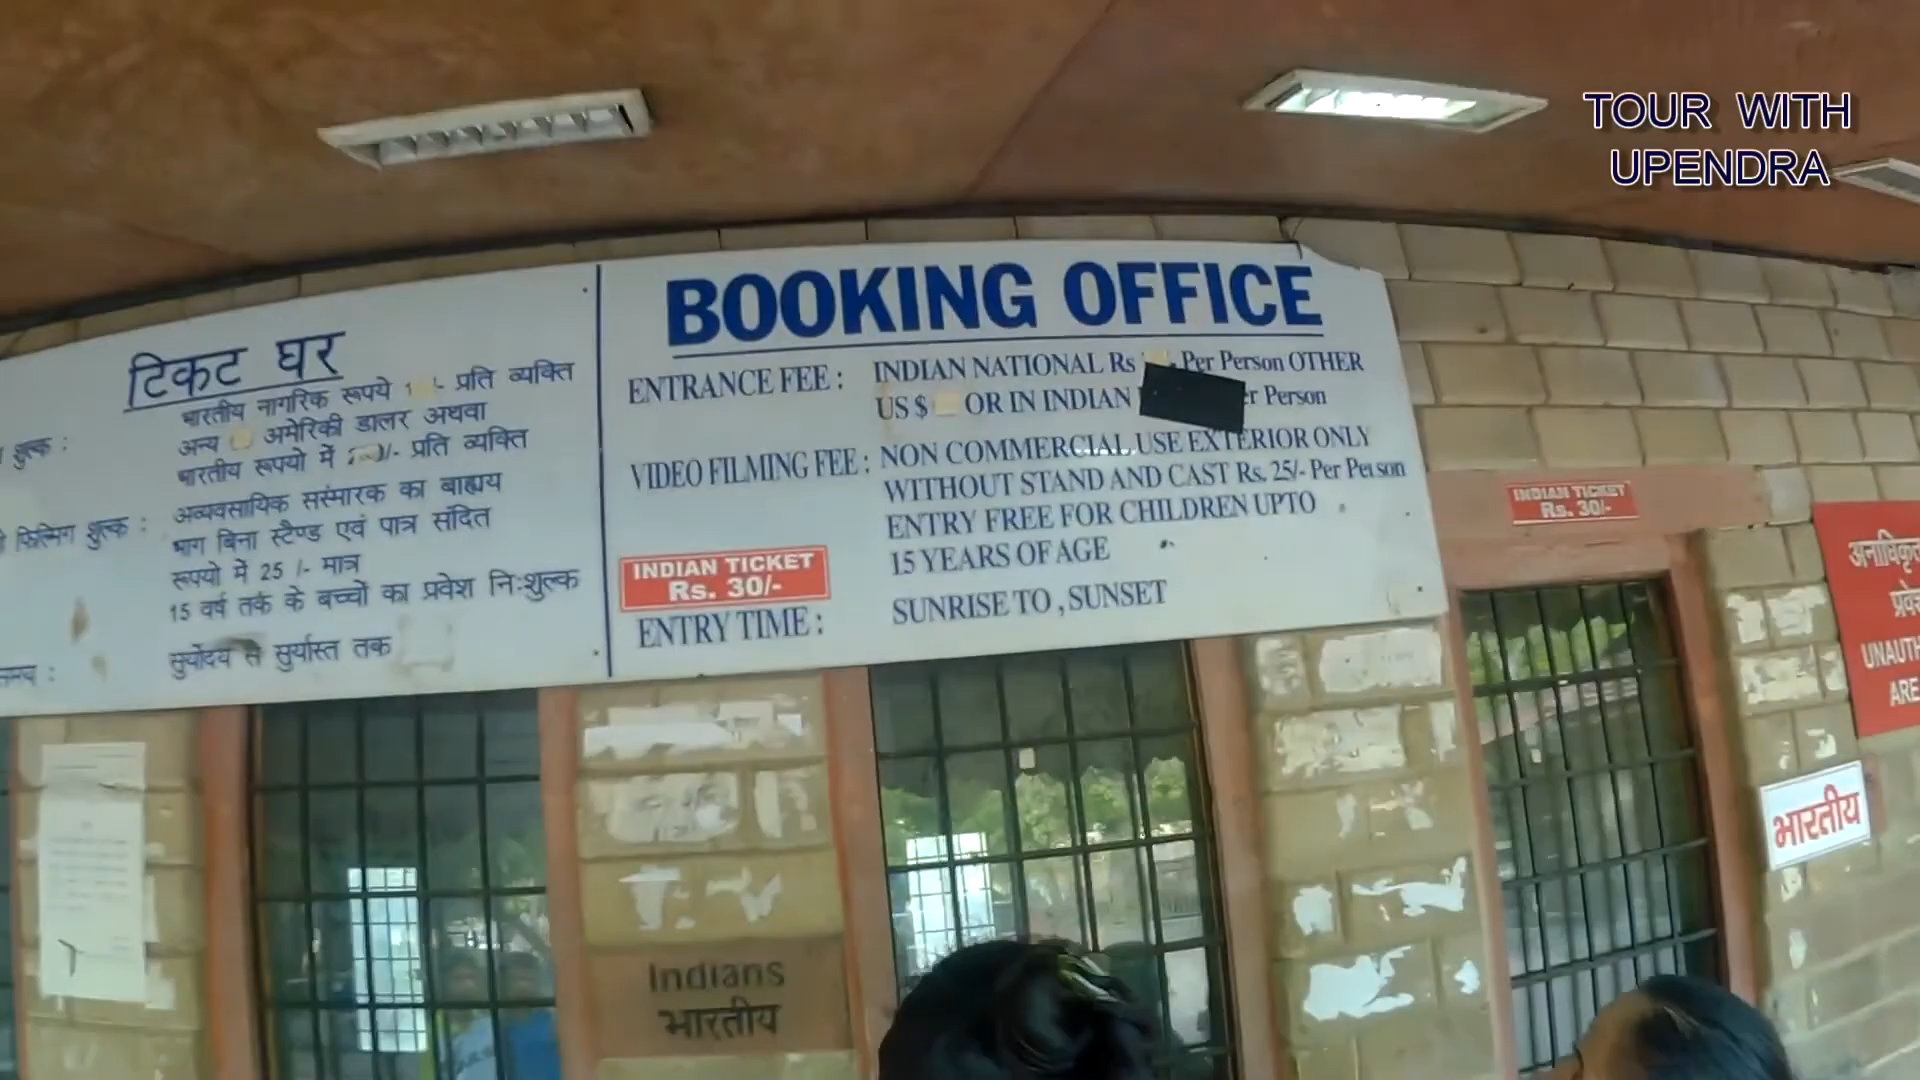 TOUR WITH
UPENDRA
टिकट घर
भारतीय नागरिक रूपये प्रति व्यक्ति
अन्य अमेरिकी डालर अथवा
शुल्क :
भारतीय रूपयो में /- प्रति व्यक्ति
अव्यवसायिक सस्मारक का बाहाय
फिल्मिग शुल्क :
भाग बिना स्टैण्ड एवं पात्र सहित
रूपयो में 25 /- मात्र
15 वर्ष तक के बच्चों का प्रवेश नि:शुल्क
सुर्योदय से सुर्यास्त तक
BOOKING OFFICE
ENTRANCE FEE : INDIAN NATIONAL Rs Per Person OTHER
US $ OR IN INDIAN Person
VIDEO FILMING FEE : NON COMMERCIAL USE EXTERIOR ONLY
WITHOUT STAND AND CAST Rs. 25/- Per Person
ENTRY FREE FOR CHILDREN UPTO
15 YEARS OF AGE
INDIAN TICKET
Rs. 30/-
ENTRY TIME : SUNRISE TO , SUNSET
INDIAN TICKET
Rs. 30/-
भारतीय
Indians
भारतीय